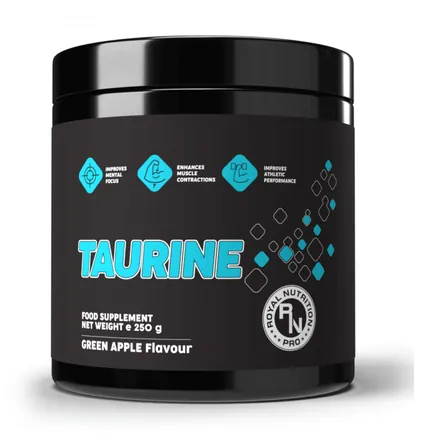 IMPROVES
MENTAL
FOCUS
ENHANCES
MUSCLE
CONTRACTIONS
IMPROVES
ATHLETIC
PERFORMANCE
TAURINE
FOOD SUPPLEMENT
NET WEIGHT e 250 g
GREEN APPLE Flavour
ROYAL NUTRITION
RN
PRO